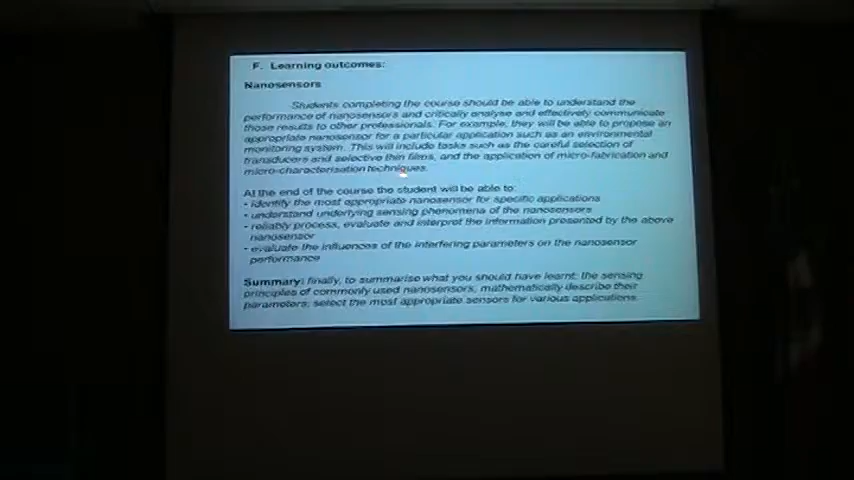 F. Learning outcomes:
Nanosensors
Students completing the course should be able to understand the
performance of nanosensors and critically analyse and effectively communicate
those results to other professionals. For example, they will be able to propose an
appropriate nanosensor for a particular application such as an environmental
monitoring system. This will include tasks such as the careful selection of
transducers and selective thin films, and the application of micro-fabrication and
micro-characterisation techniques.
At the end of the course the student will be able to:
• identify the most appropriate nanosensor for specific applications
• understand underlying sensing phenomena of the nanosensors
• reliably process, evaluate and interpret the information presented by the above
nanosensor
• evaluate the influences of the interfering parameters on the nanosensor
performance
Summary: finally, to summarise what you should have learnt: the sensing
principles of commonly used nanosensors; mathematically describe their
parameters; select the most appropriate sensors for various applications.